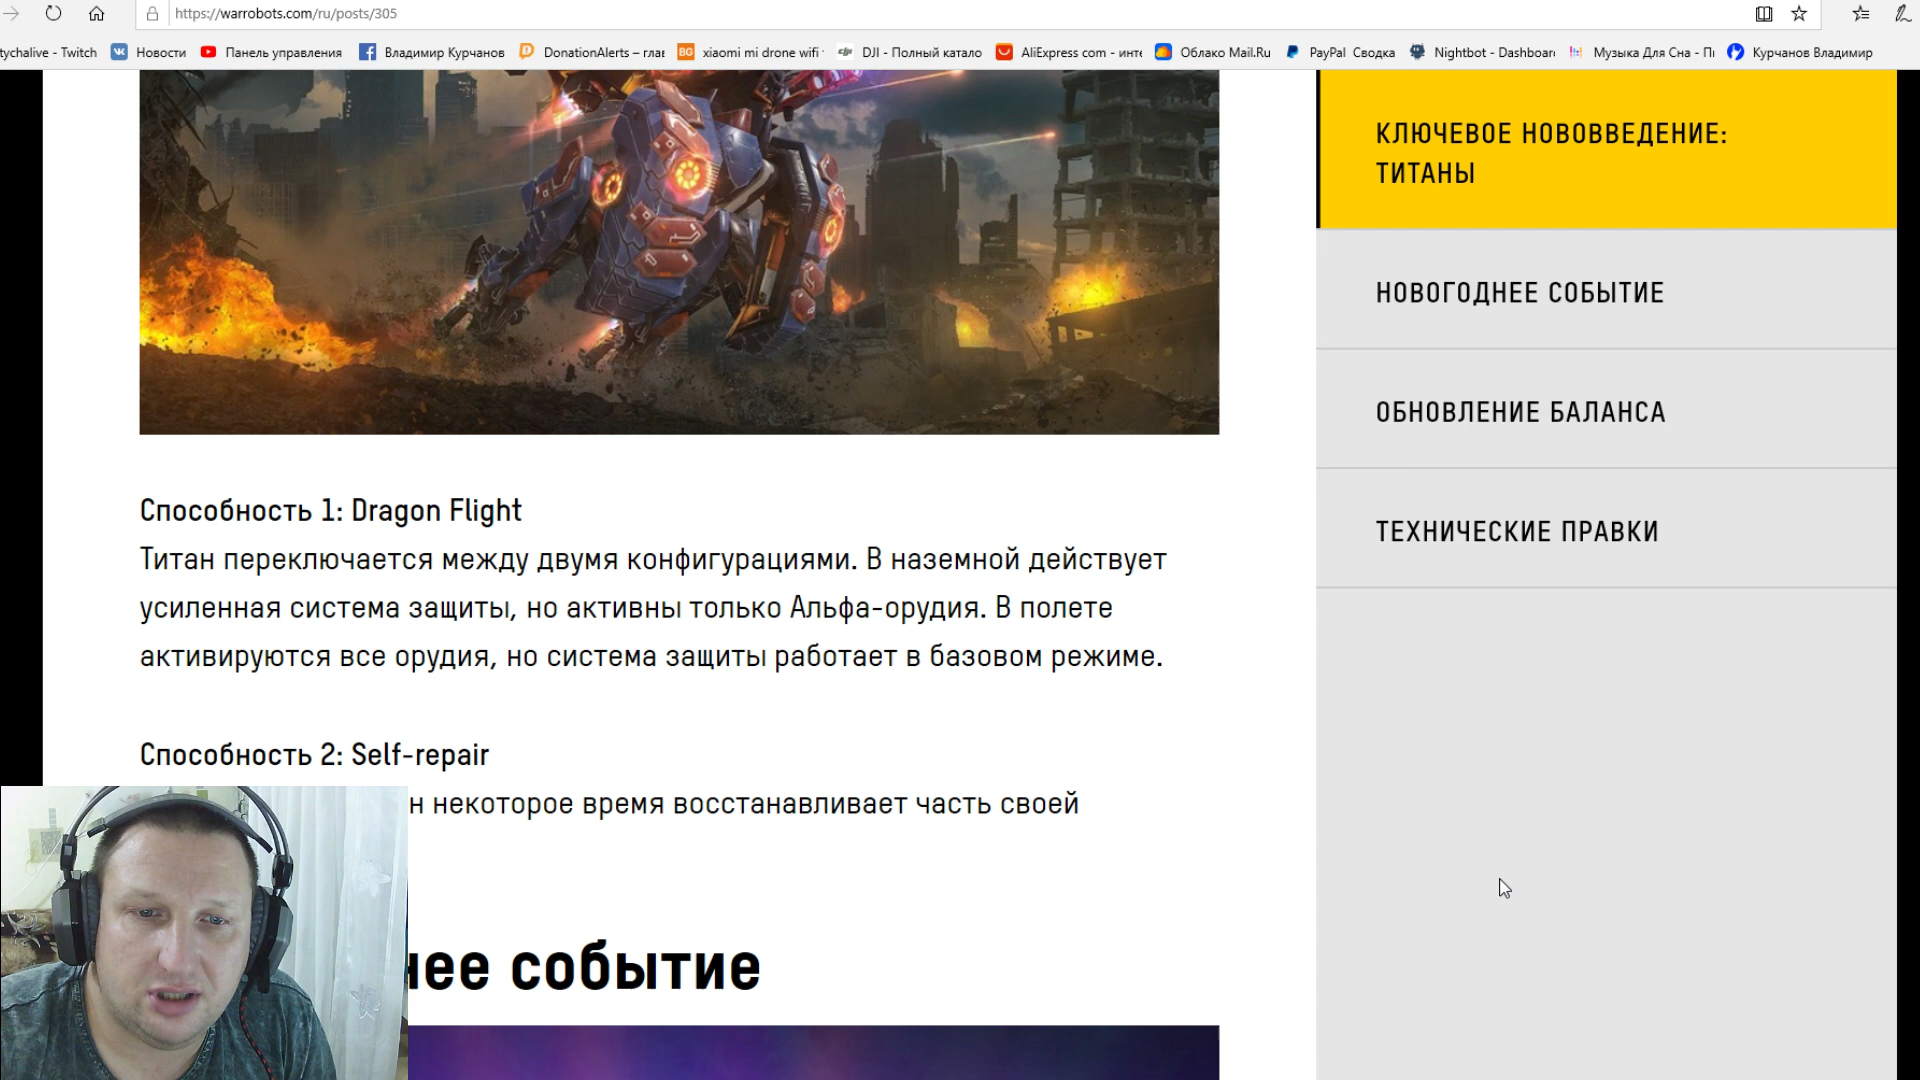 https://warrobots.com/ru/posts/305
tychalive - Twitch Новости Панель управления Владимир Курчанов DonationAlerts – глав xiaomi mi drone wifi DJI - Полный катало AliExpress com - инте Облако Mail.Ru PayPal Сводка Nightbot - Dashboar Музыка Для Сна - Пı Курчанов Владимир
КЛЮЧЕВОЕ НОВОВВЕДЕНИЕ:
ТИТАНЫ
НОВОГОДНЕЕ СОБЫТИЕ
ОБНОВЛЕНИЕ БАЛАНСА
ТЕХНИЧЕСКИЕ ПРАВКИ
Способность 1: Dragon Flight
Титан переключается между двумя конфигурациями. В наземной действует
усиленная система защиты, но активны только Альфа-орудия. В полете
активируются все орудия, но система защиты работает в базовом режиме.
Способность 2: Self-repair
н некоторое время восстанавливает часть своей
нее событие